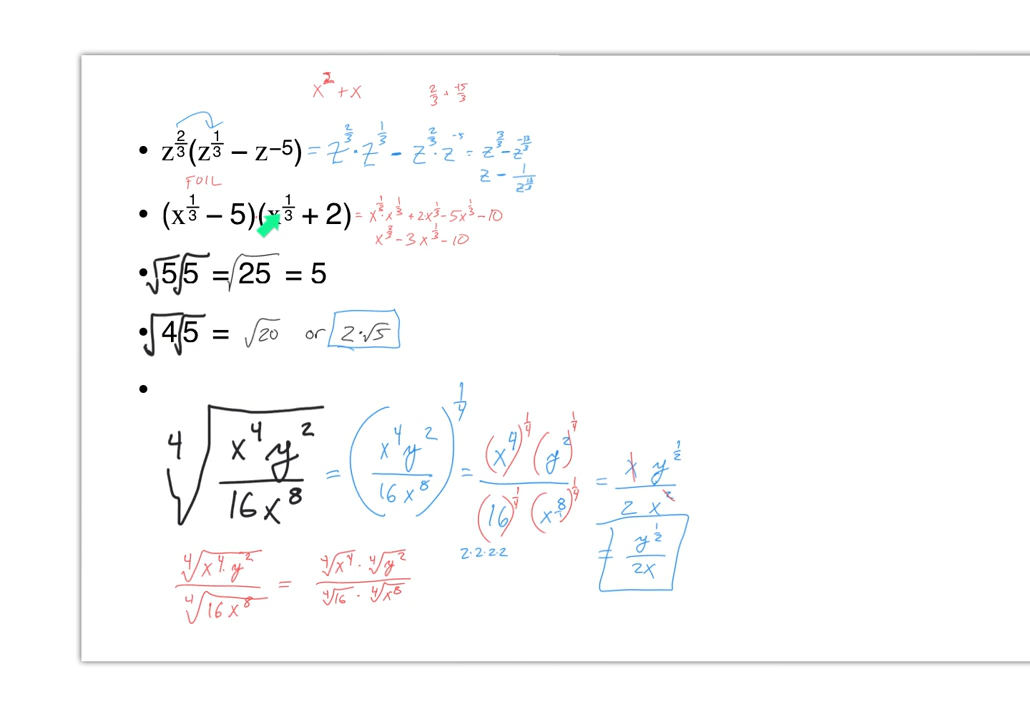 x² + x    2/3 + -15/3
• z^(2/3)(z^(1/3) − z^−5) = z^(2/3) · z^(1/3) − z^(2/3) · z^-5 = z^(3/3) − z^(-13/3)
z − 1/z^(13/3)
FOIL
• (x^(1/3) − 5)(x^(1/3) + 2) = x^(1/3) · x^(1/3) + 2x^(1/3) − 5x^(1/3) − 10
x^(2/3) − 3x^(1/3) − 10
• √5√5 = √25 = 5
• √4√5 = √20 or 2·√5
•
⁴√(x⁴y²/16x⁸) = (x⁴y²/16x⁸)^(1/4) = (x⁴)^(1/4) (y²)^(1/4) / (16)^(1/4) (x⁸)^(1/4) = x y^(1/2) / 2 x²
2·2·2·2
= y^(1/2) / 2x
⁴√(x⁴·y²) / ⁴√(16x⁸) = ⁴√x⁴ · ⁴√y² / ⁴√16 · ⁴√x⁸